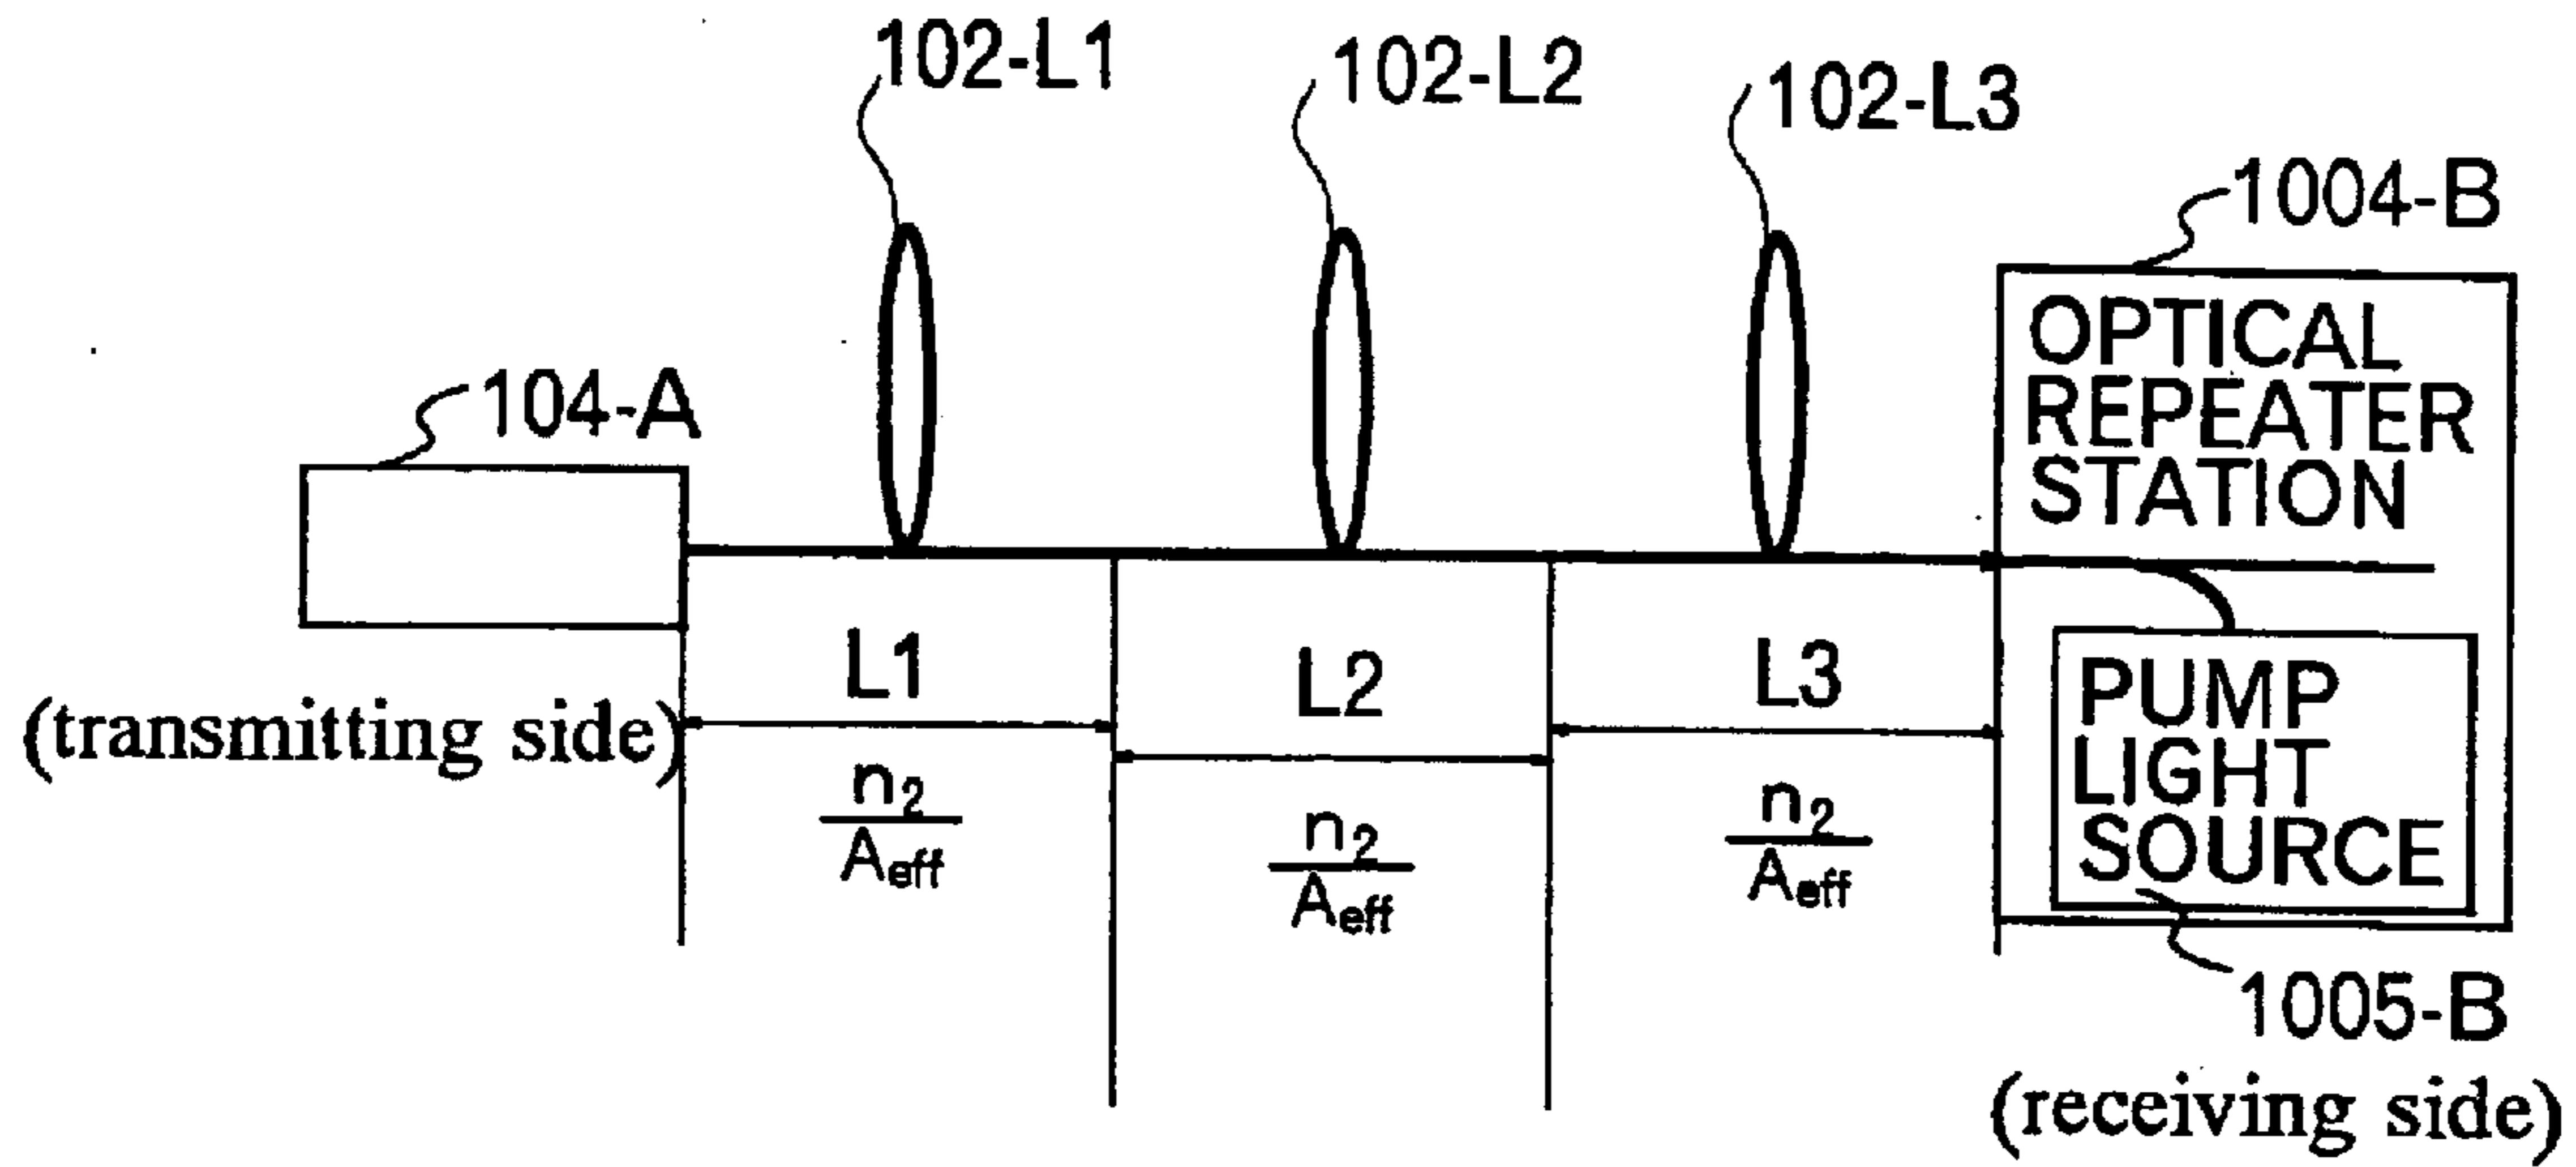 102-L1
102-L2
102-L3
1004-B
104-A
OPTICAL
REPEATER
STATION
(transmitting side)
L1
L2
L3
n2
Aeff
n2
Aeff
n2
Aeff
PUMP
LIGHT
SOURCE
1005-B
(receiving side)